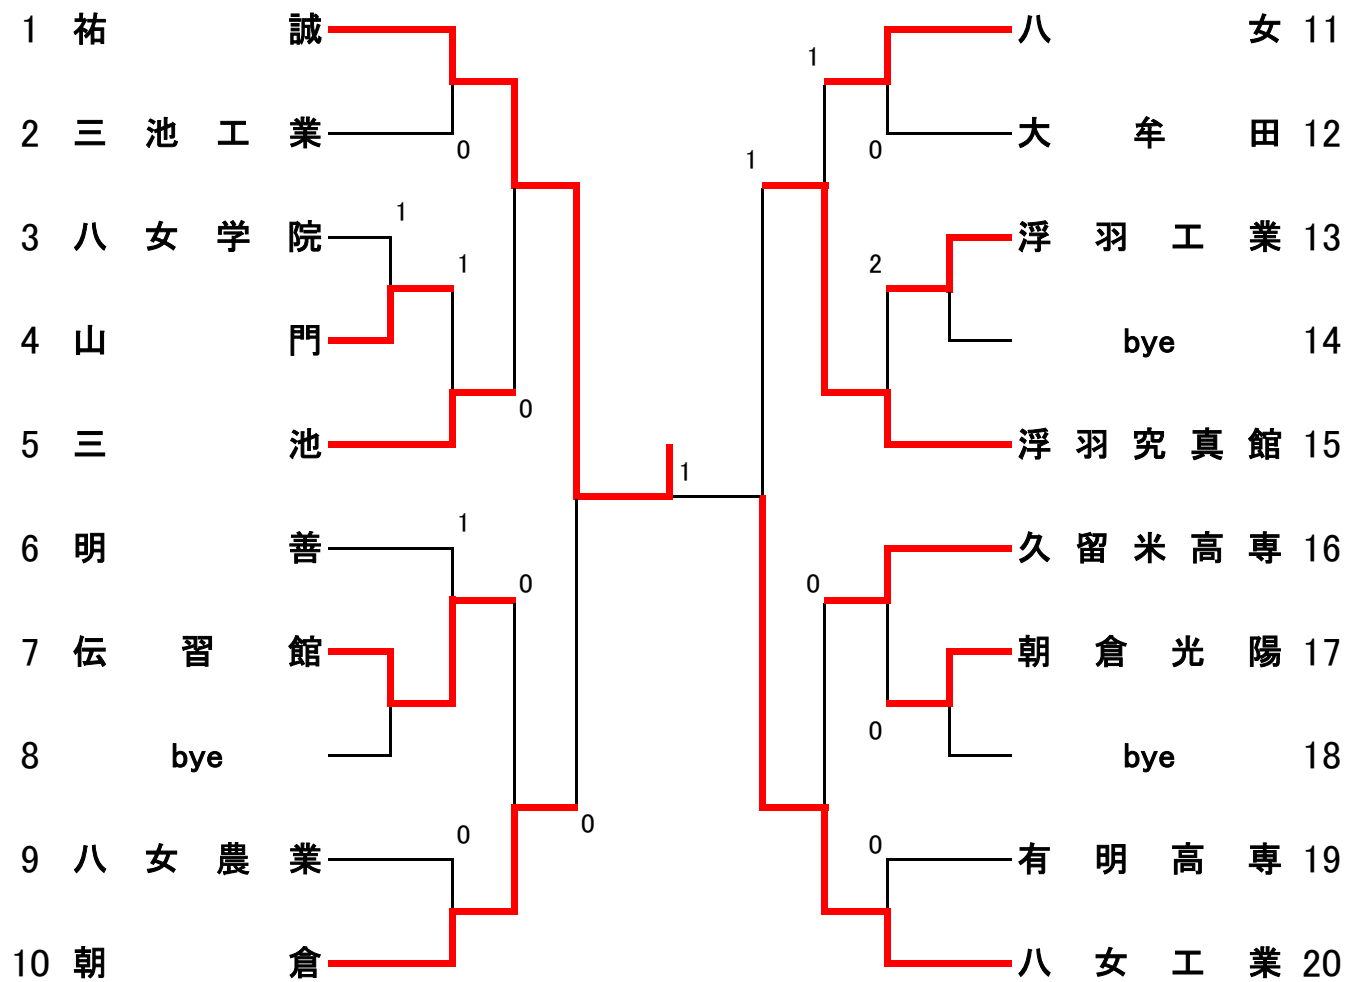 1 祐誠
2 三池工業
0
3 八女学院
1
1
4 山門
5 三池
0
6 明善
1
0
7 伝習館
8 bye
9 八女農業
0
0
10 朝倉
1
八女 11
1
大牟田 12
0
1
浮羽工業 13
2
bye 14
浮羽究真館 15
久留米高専 16
0
朝倉光陽 17
0
bye 18
有明高専 19
0
八女工業 20